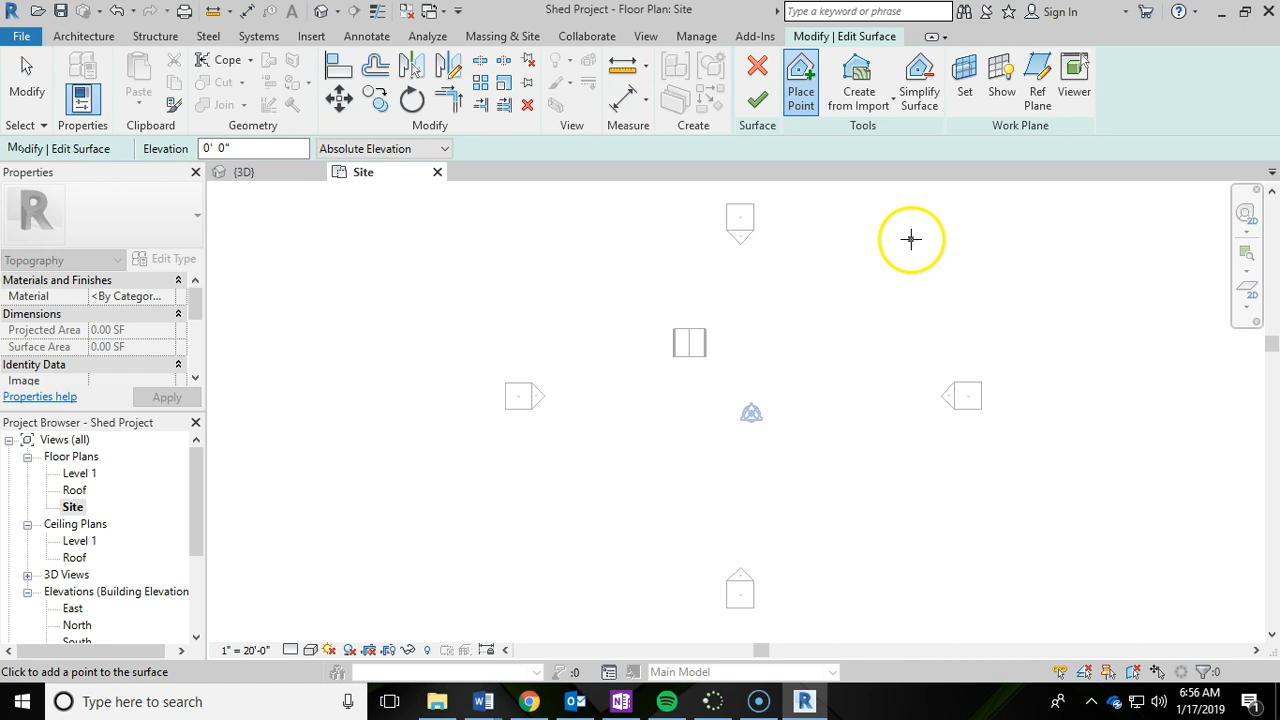 Shed Project - Floor Plan: Site
Type a keyword or phrase
Sign In
File
Architecture
Structure
Steel
Systems
Insert
Annotate
Analyze
Massing & Site
Collaborate
View
Manage
Add-Ins
Modify | Edit Surface
Modify
Paste
Cope
Cut
Join
Place
Point
Create
from Import
Simplify
Surface
Set
Show
Ref
Plane
Viewer
Select
Properties
Clipboard
Geometry
Modify
View
Measure
Create
Surface
Tools
Work Plane
Modify | Edit Surface
Elevation
0' 0"
Absolute Elevation
Properties
{3D}
Site
R
Topography
Edit Type
Materials and Finishes
Material
<By Categor...
Dimensions
Projected Area
0.00 SF
Surface Area
0.00 SF
Identity Data
Image
Properties help
Apply
Project Browser - Shed Project
Views (all)
Floor Plans
Level 1
Roof
Site
Ceiling Plans
Level 1
Roof
3D Views
Elevations (Building Elevation
East
North
South
2D
2D
1" = 20'-0"
Click to add a point to the surface
:0
Main Model
:0
Type here to search
6:56 AM
1/17/2019